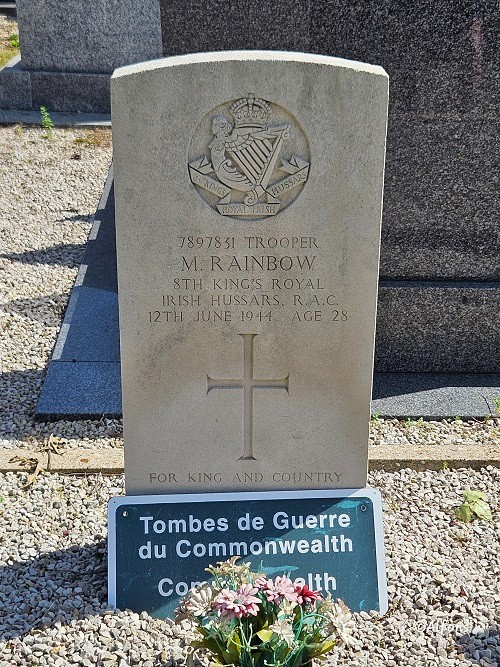 KING'S HUSSARS
ROYAL IRISH
7897831 TROOPER
M. RAINBOW
8TH KING'S ROYAL
IRISH HUSSARS, R.A.C.
12TH JUNE 1944 AGE 28
FOR KING AND COUNTRY
Tombes de Guerre
du Commonwealth